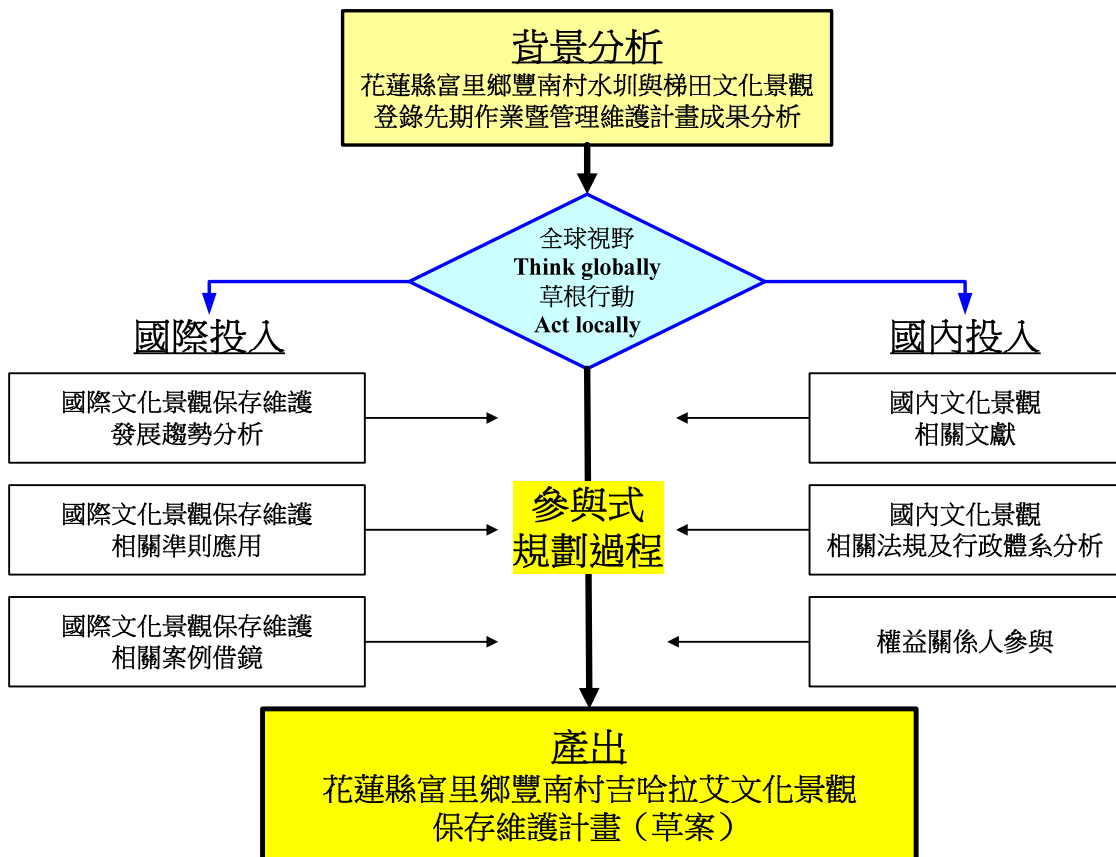 背景分析
花蓮縣富里鄉豐南村水圳與梯田文化景觀
登錄先期作業暨管理維護計畫成果分析
全球視野
Think globally
草根行動
Act locally
國際投入
國際文化景觀保存維護
發展趨勢分析
國際文化景觀保存維護
相關準則應用
國際文化景觀保存維護
相關案例借鏡
參與式
規劃過程
國內投入
國內文化景觀
相關文獻
國內文化景觀
相關法規及行政體系分析
權益關係人參與
產出
花蓮縣富里鄉豐南村吉哈拉艾文化景觀
保存維護計畫（草案）